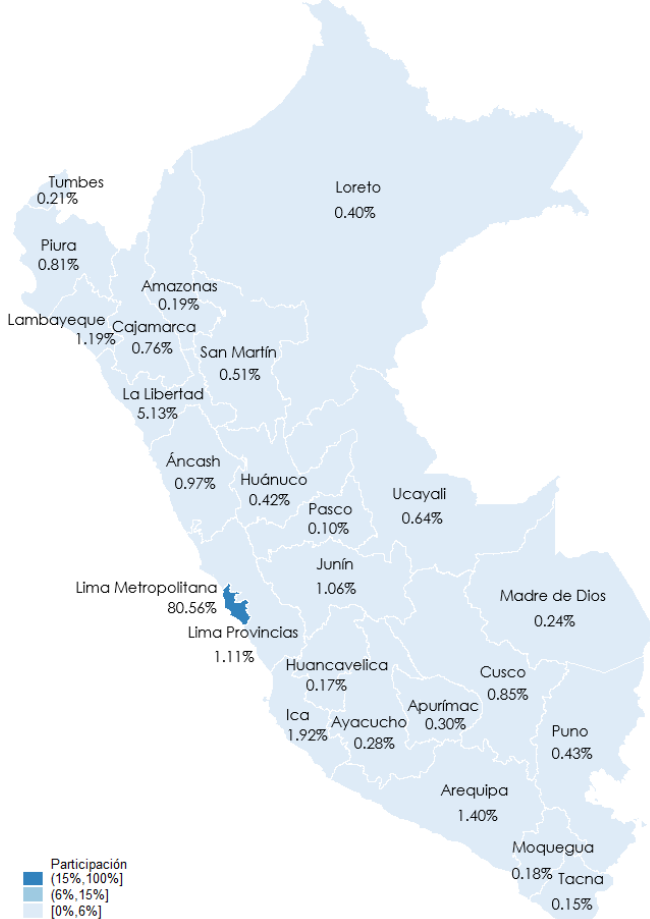 Tumbes
0.21%
Loreto
0.40%
Piura
0.81%
Amazonas
0.19%
Lambayeque
1.19%
Cajamarca
0.76%
San Martín
0.51%
La Libertad
5.13%
Áncash
0.97%
Huánuco
0.42%
Ucayali
0.64%
Pasco
0.10%
Junín
1.06%
Lima Metropolitana
80.56%
Madre de Dios
0.24%
Lima Provincias
1.11%
Huancavelica
0.17%
Cusco
0.85%
Apurímac
0.30%
Ica
1.92%
Ayacucho
0.28%
Puno
0.43%
Arequipa
1.40%
Moquegua
0.18%
Tacna
0.15%
Participación
(15%,100%]
(6%,15%]
[0%,6%]